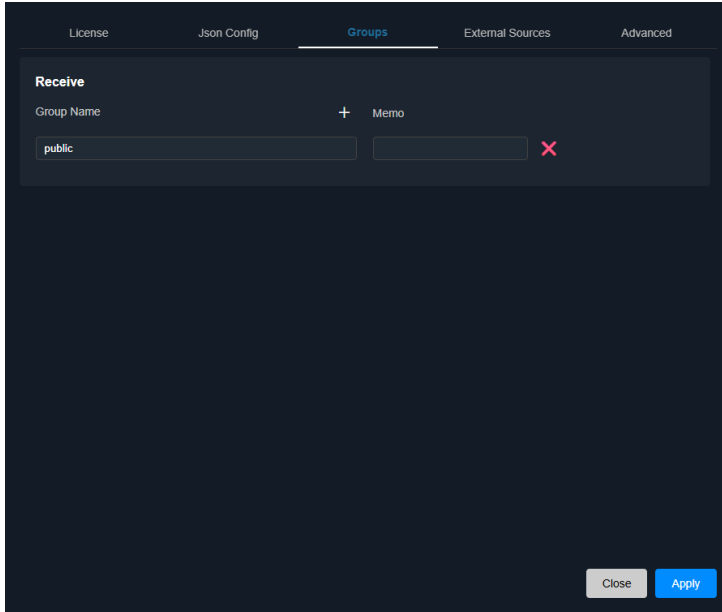 License Json Config Groups External Sources Advanced
Receive
Group Name + Memo
public
Close Apply